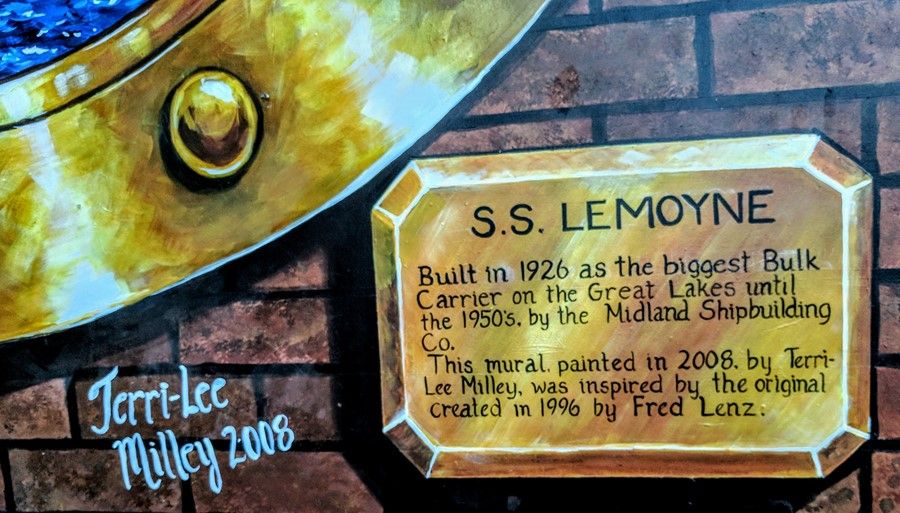 S.S. LEMOYNE
Built in 1926 as the biggest Bulk
Carrier on the Great Lakes until
the 1950's, by the Midland Shipbuilding
Co.
This mural, painted in 2008, by Terri-
Lee Milley, was inspired by the original
created in 1996 by Fred Lenz.
Terri-Lee
Milley 2008